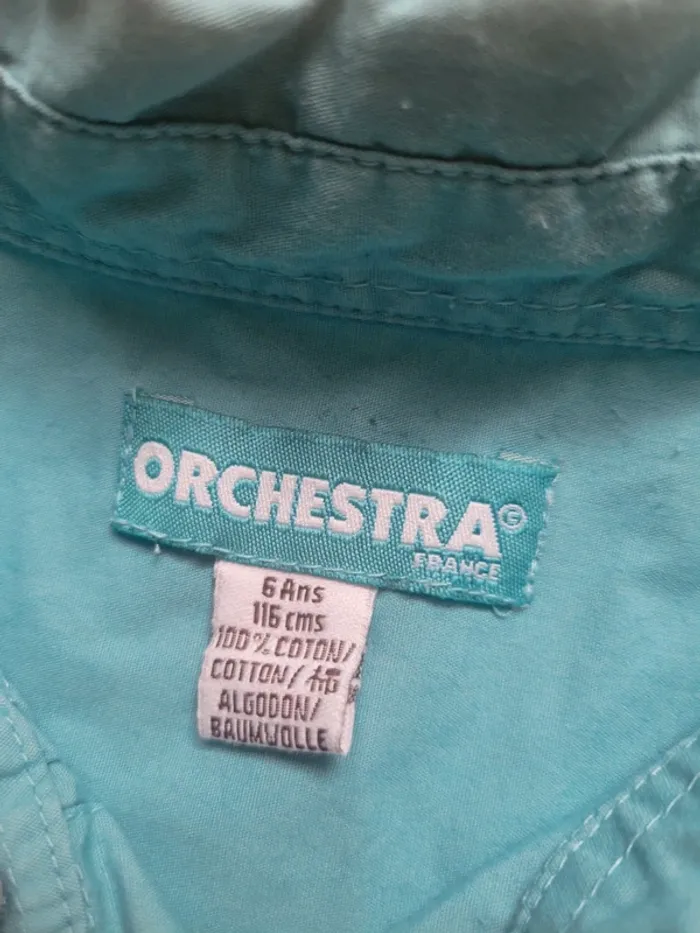 ORCHESTRA©
FRANCE
6 Ans
116 cms
100% COTON/
COTTON/ 棉
ALGODON/
BAUMWOLLE